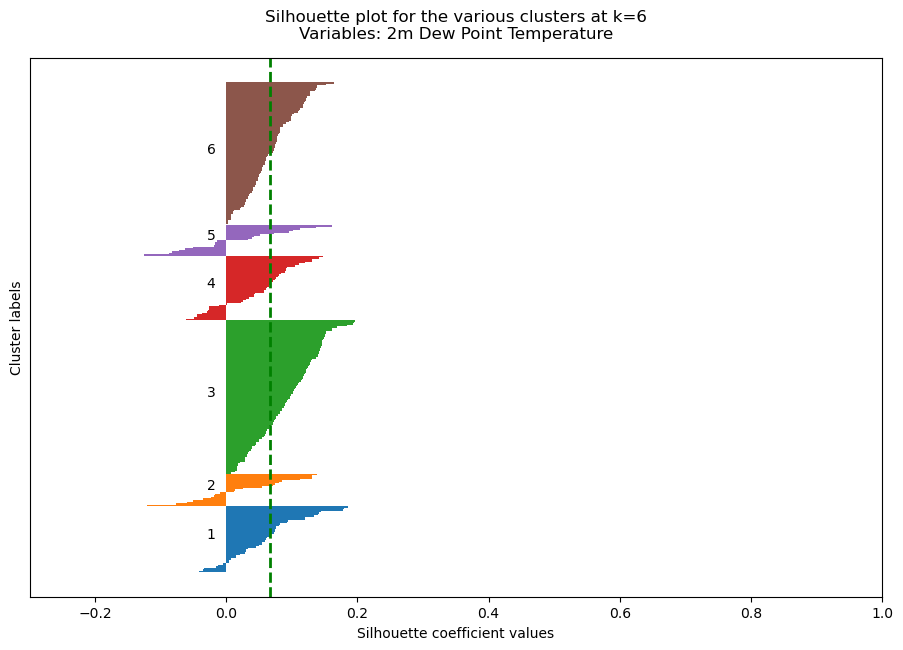 Silhouette plot for the various clusters at k=6
Variables: 2m Dew Point Temperature
6
5
4
3
2
1
Cluster labels
−0.2 0.0 0.2 0.4 0.6 0.8 1.0
Silhouette coefficient values